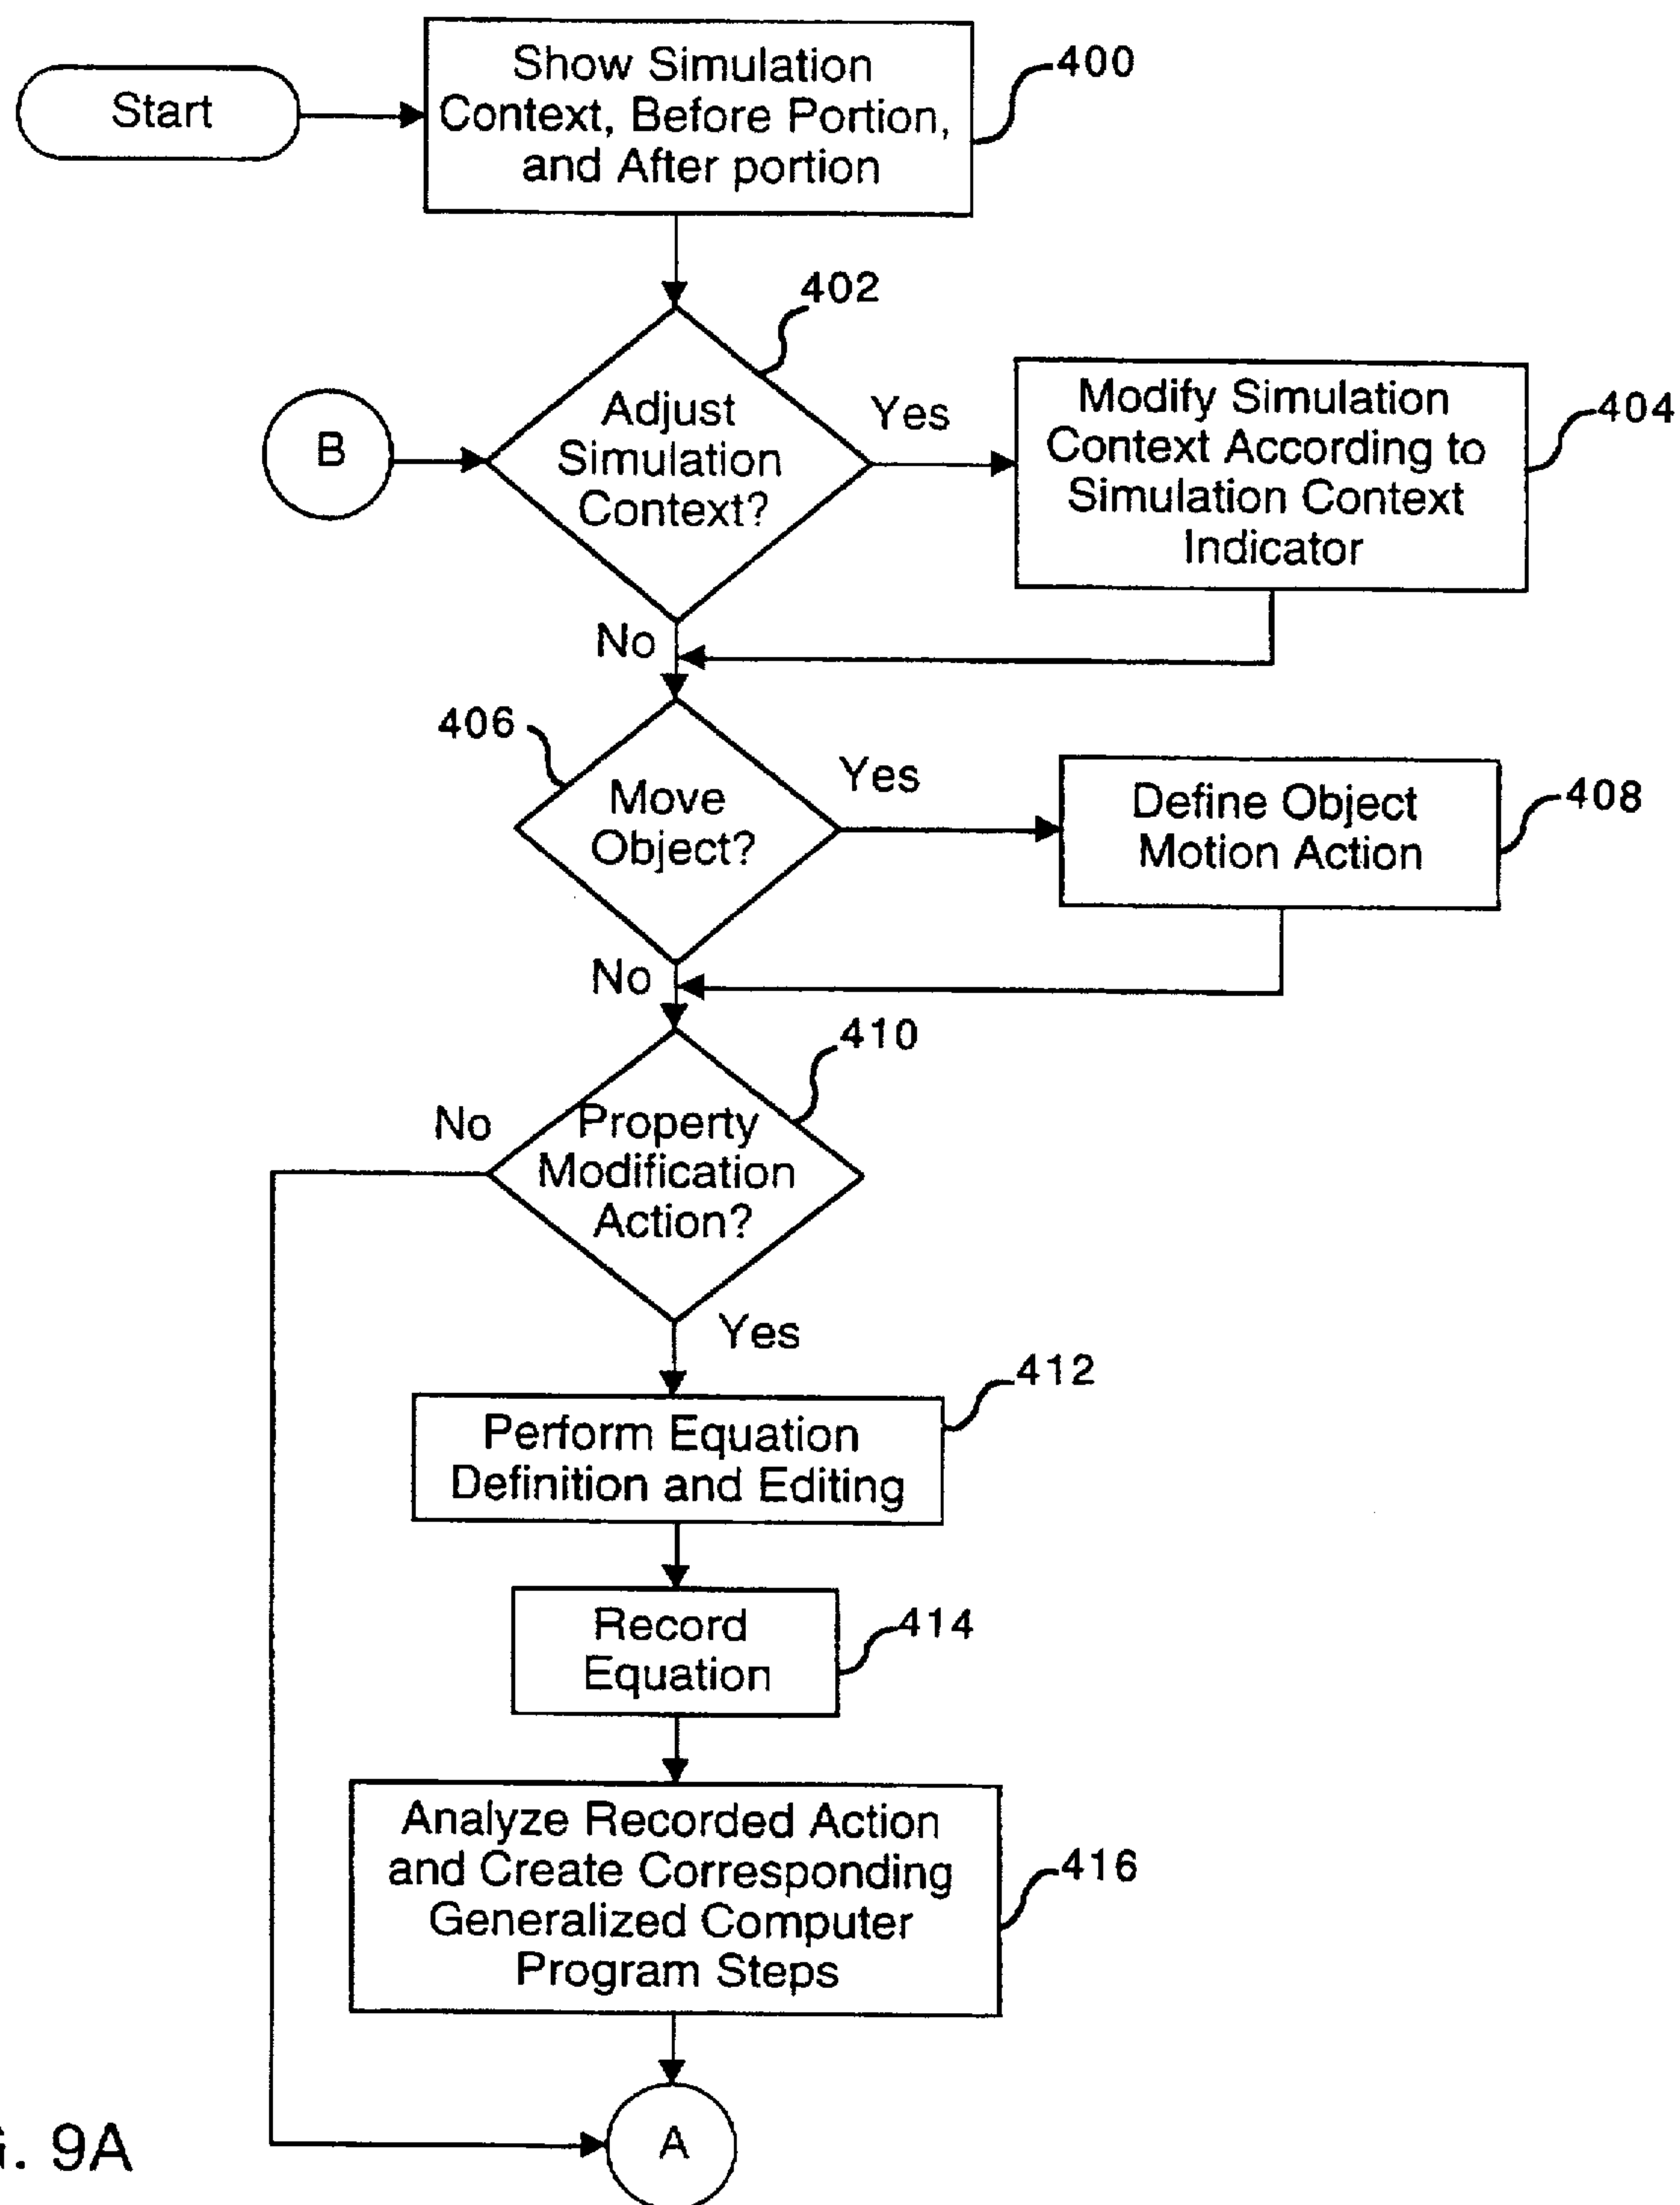 Start
Show Simulation
Context, Before Portion,
and After portion
400
402
B
Adjust
Simulation
Context?
Yes
Modify Simulation
Context According to
Simulation Context
Indicator
404
No
406
Move
Object?
Yes
Define Object
Motion Action
408
No
410
No
Property
Modification
Action?
Yes
412
Perform Equation
Definition and Editing
Record
Equation
414
Analyze Recorded Action
and Create Corresponding
Generalized Computer
Program Steps
416
A
9A